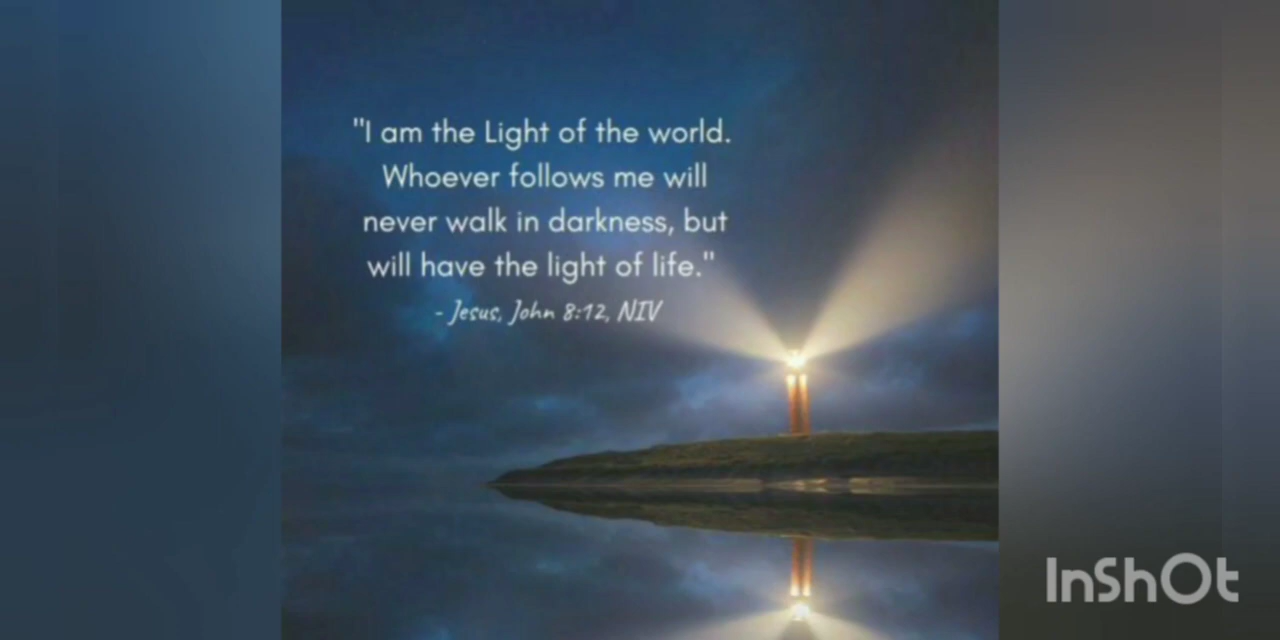 "I am the Light of the world.
Whoever follows me will
never walk in darkness, but
will have the light of life."
- Jesus, John 8:12, NIV
InShOt